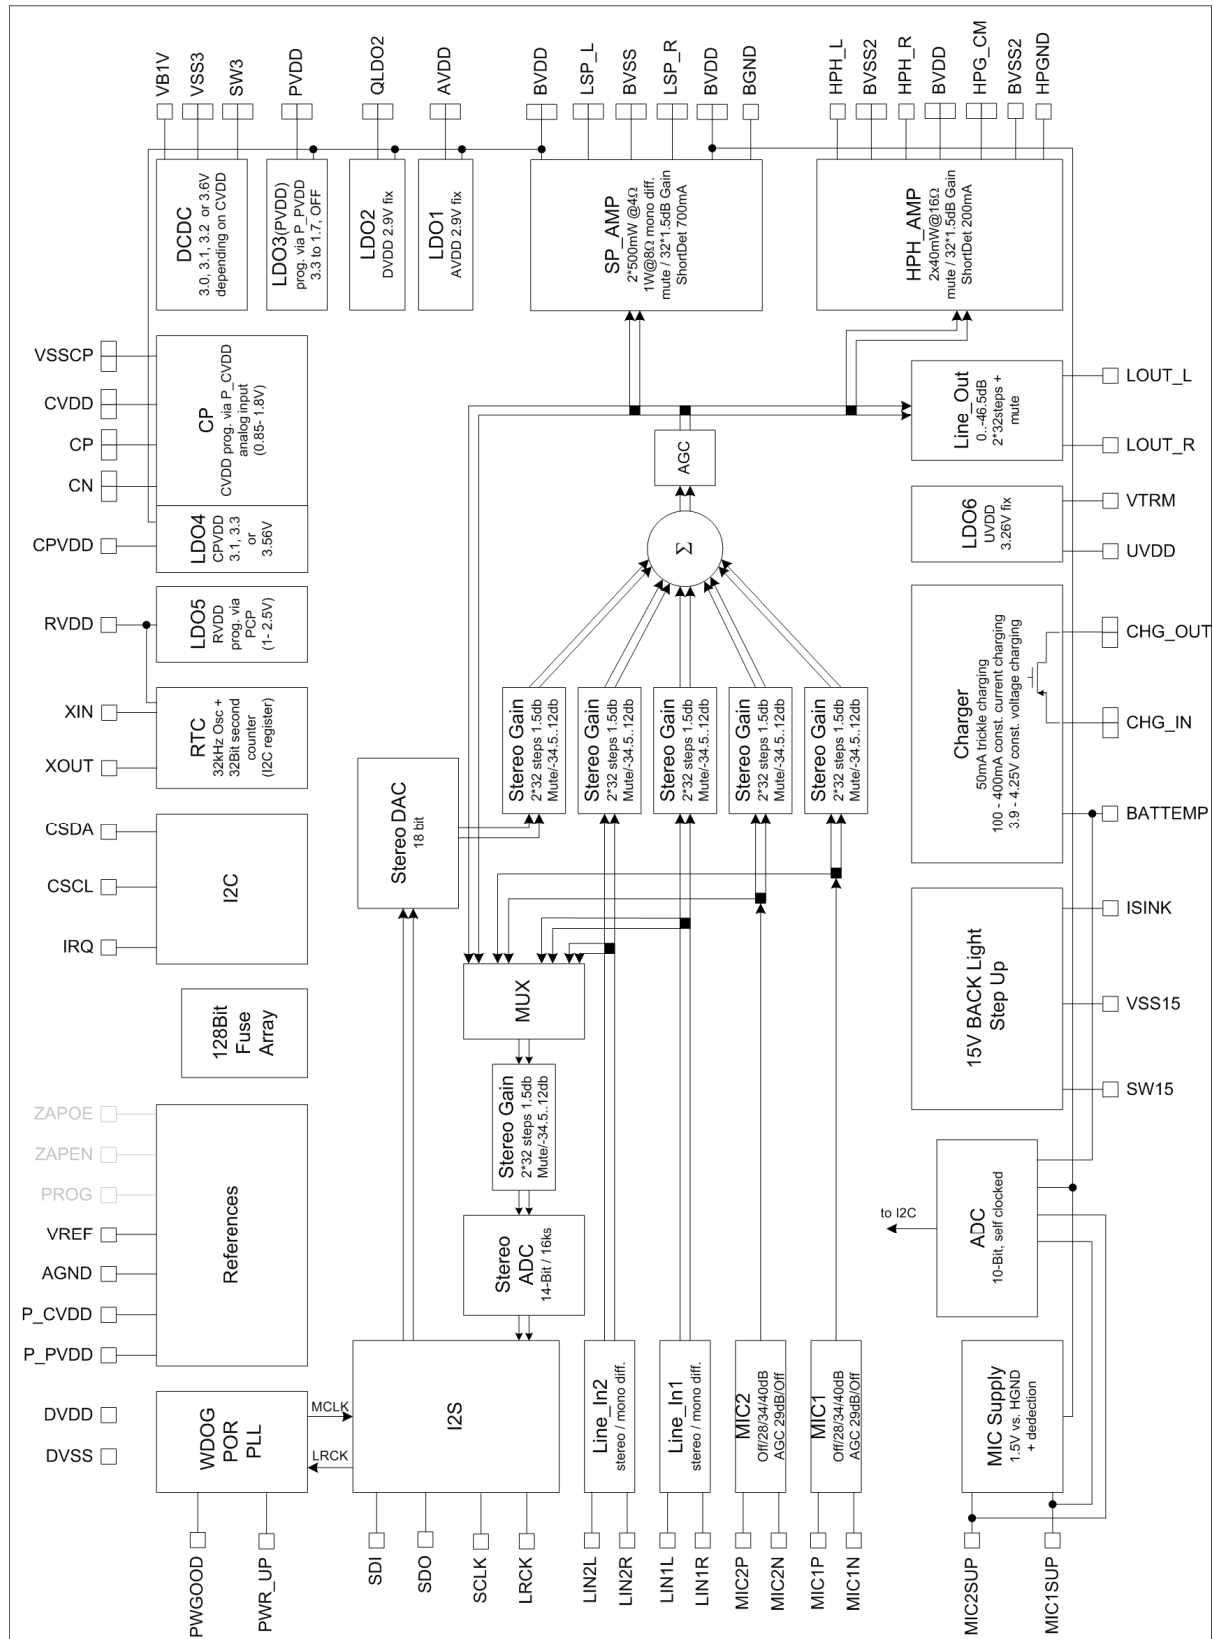 VB1V
VSS3
SW3
PVDD
QLDO2
AVDD
BVDD
LSP_L
BVSS
LSP_R
BVDD
BGND
HPH_L
BVSS2
HPH_R
BVDD
HPG_CM
BVSS2
HPGND
DCDC
3.0, 3.1, 3.2 or 3.6V
depending on CVDD
LDO3(PVDD)
prog. via P_PVDD
3.3 to 1.7, OFF
LDO2
DVDD 2.9V fix
LDO1
AVDD 2.9V fix
SP_AMP
2*500mW @4Ω
1W@8Ω mono diff.
mute / 32*1.5dB Gain
ShortDet 700mA
HPH_AMP
2x40mW@16Ω
mute / 32*1.5dB Gain
ShortDet 200mA
VSSCP
CVDD
CP
CN
CPVDD
CP
CVDD prog. via P_CVDD
analog input
(0.85- 1.8V)
LDO4
CPVDD
3.1, 3.3
or
3.56V
Line_Out
0..-46.5dB
2*32steps +
mute
LOUT_L
LOUT_R
AGC
Σ
LDO6
UVDD
3.26V fix
VTRM
UVDD
RVDD
LDO5
RVDD
prog. via
PCP
(1- 2.5V)
XIN
XOUT
RTC
32kHz Osc +
32Bit second
counter
(I2C register)
Stereo Gain
2*32 steps 1.5db
Mute/-34.5..12db
Stereo Gain
2*32 steps 1.5db
Mute/-34.5..12db
Stereo Gain
2*32 steps 1.5db
Mute/-34.5..12db
Stereo Gain
2*32 steps 1.5db
Mute/-34.5..12db
Stereo Gain
2*32 steps 1.5db
Mute/-34.5..12db
Charger
50mA trickle charging
100 - 400mA const. current charging
3.9 - 4.25V const. voltage charging
CHG_OUT
CHG_IN
BATTEMP
Stereo DAC
18 bit
CSDA
CSCL
IRQ
I2C
15V BACK Light
Step Up
ISINK
VSS15
SW15
128Bit
Fuse
Array
MUX
Stereo Gain
2*32 steps 1.5db
Mute/-34.5..12db
Stereo
ADC
14-Bit / 16ks
ZAPOE
ZAPEN
PROG
VREF
AGND
P_CVDD
P_PVDD
References
to I2C
ADC
10-Bit, self clocked
DVDD
DVSS
WDOG
POR
PLL
MCLK
LRCK
I2S
Line_In2
stereo / mono diff.
Line_In1
stereo / mono diff.
MIC2
Off/28/34/40dB
AGC 29dB/Off
MIC1
Off/28/34/40dB
AGC 29dB/Off
MIC Supply
1.5V vs. HGND
+ dedection
PWGOOD
PWR_UP
SDI
SDO
SCLK
LRCK
LIN2L
LIN2R
LIN1L
LIN1R
MIC2P
MIC2N
MIC1P
MIC1N
MIC2SUP
MIC1SUP